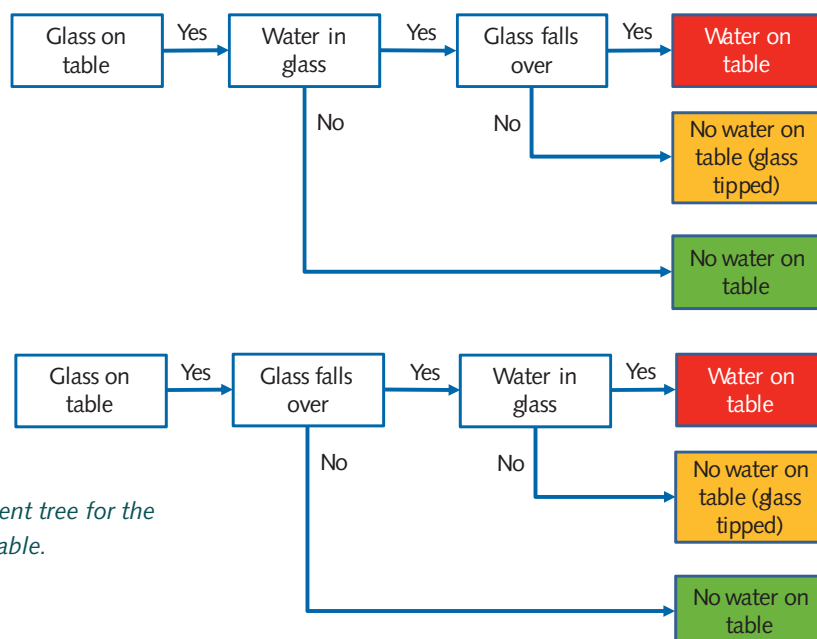 Glass on
table
Yes
Water in
glass
Yes
Glass falls
over
Yes
Water on
table
No
No
No water on
table (glass
tipped)
No water on
table
Glass on
table
Yes
Glass falls
over
Yes
Water in
glass
Yes
Water on
table
No
No
No water on
table (glass
tipped)
ent tree for the
able.
No water on
table